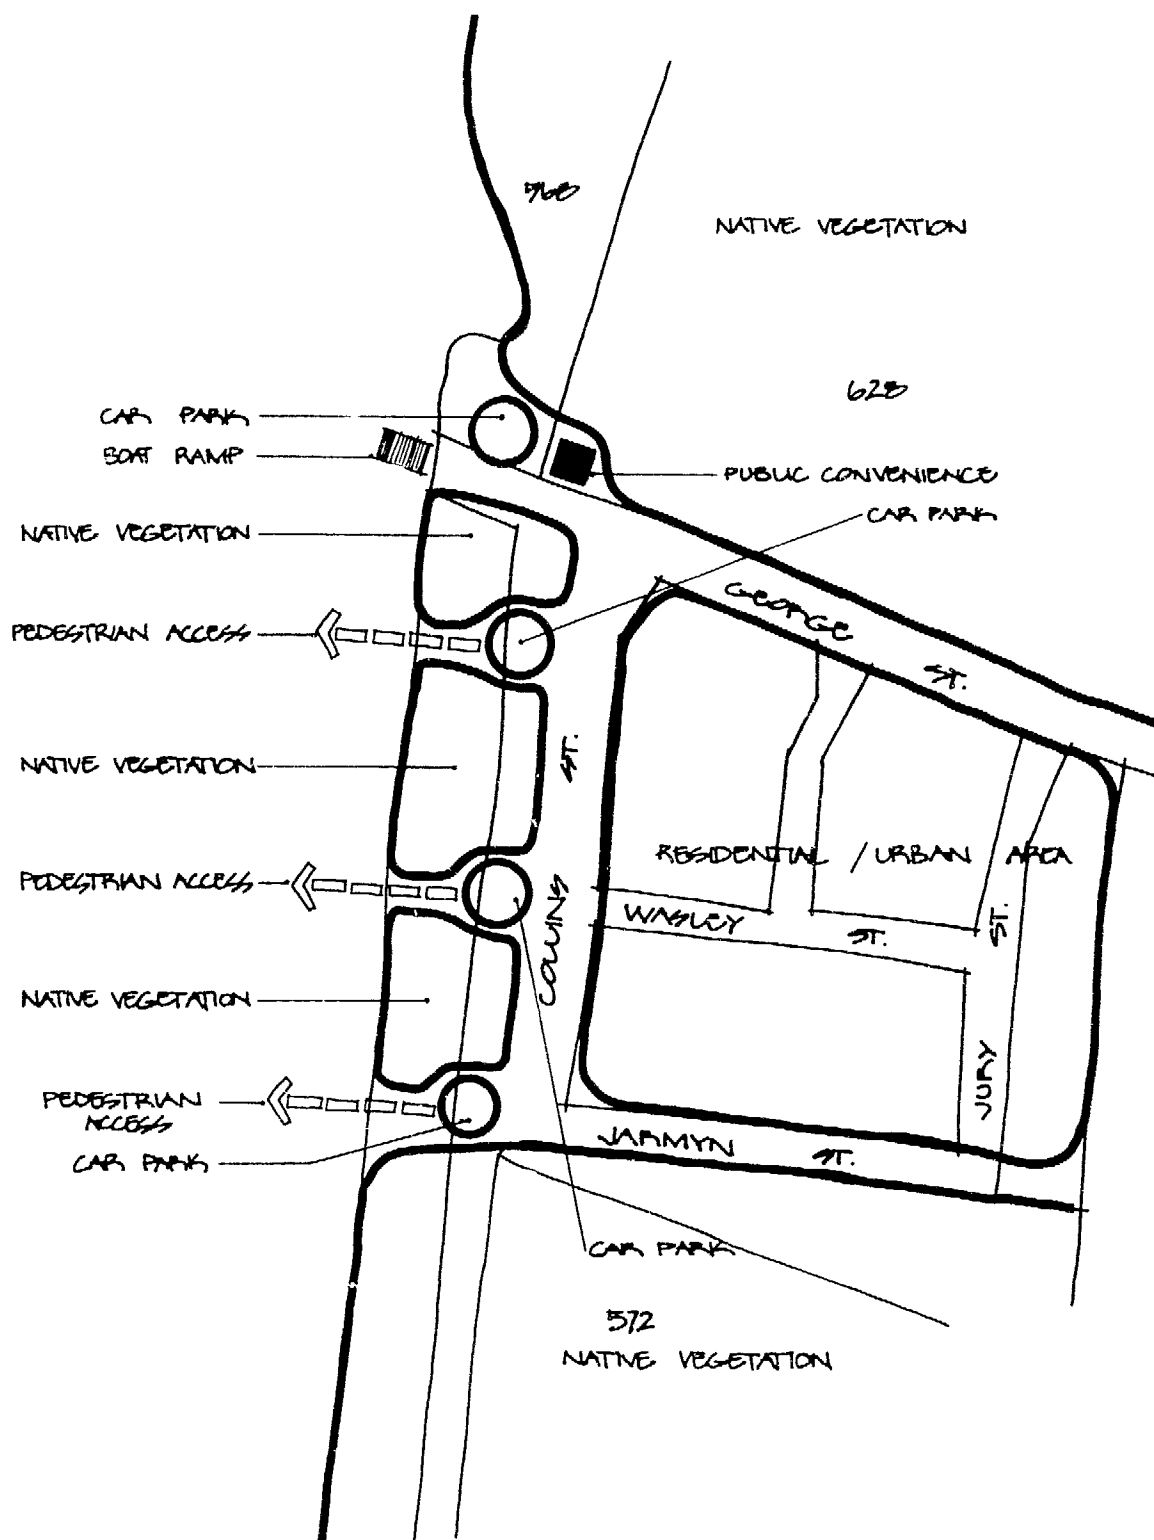 568
NATIVE VEGETATION
628
CAR PARK
BOAT RAMP
PUBLIC CONVENIENCE
CAR PARK
NATIVE VEGETATION
GEORGE ST.
PEDESTRIAN ACCESS
NATIVE VEGETATION
COLLINS ST.
RESIDENTIAL / URBAN AREA
PEDESTRIAN ACCESS
WASLEY ST.
JURY ST.
NATIVE VEGETATION
PEDESTRIAN
ACCESS
JARMYN ST.
CAR PARK
CAR PARK
572
NATIVE VEGETATION